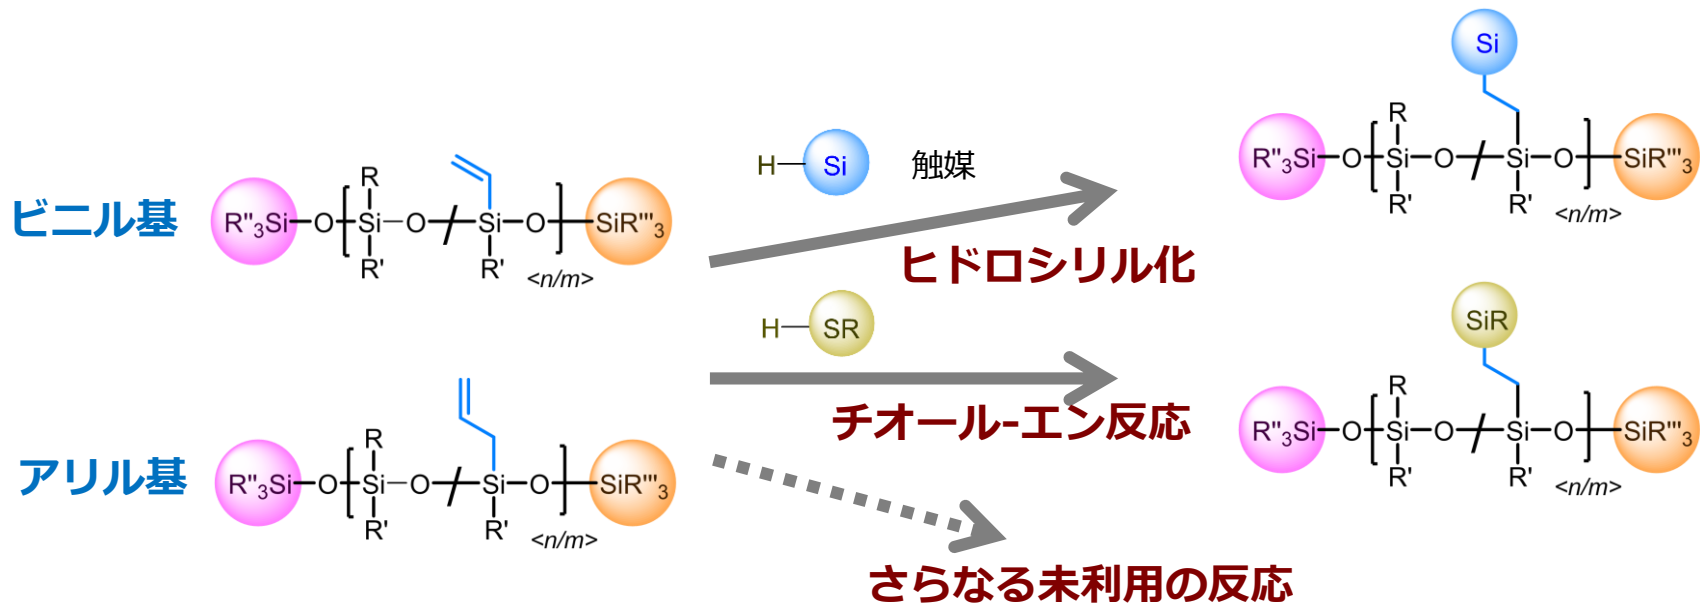 ビニル基
R"₃Si−O−[Si−O−/−Si−O−]−SiR'''₃
R
R'
R'
<n/m>
H−Si
触媒
ヒドロシリル化
Si
R"₃Si−O−[Si−O−/−Si−O−]−SiR'''₃
R
R'
R'
<n/m>
H−SR
チオール-エン反応
SiR
R"₃Si−O−[Si−O−/−Si−O−]−SiR'''₃
R
R'
R'
<n/m>
アリル基
R"₃Si−O−[Si−O−/−Si−O−]−SiR'''₃
R
R'
R'
<n/m>
さらなる未利用の反応